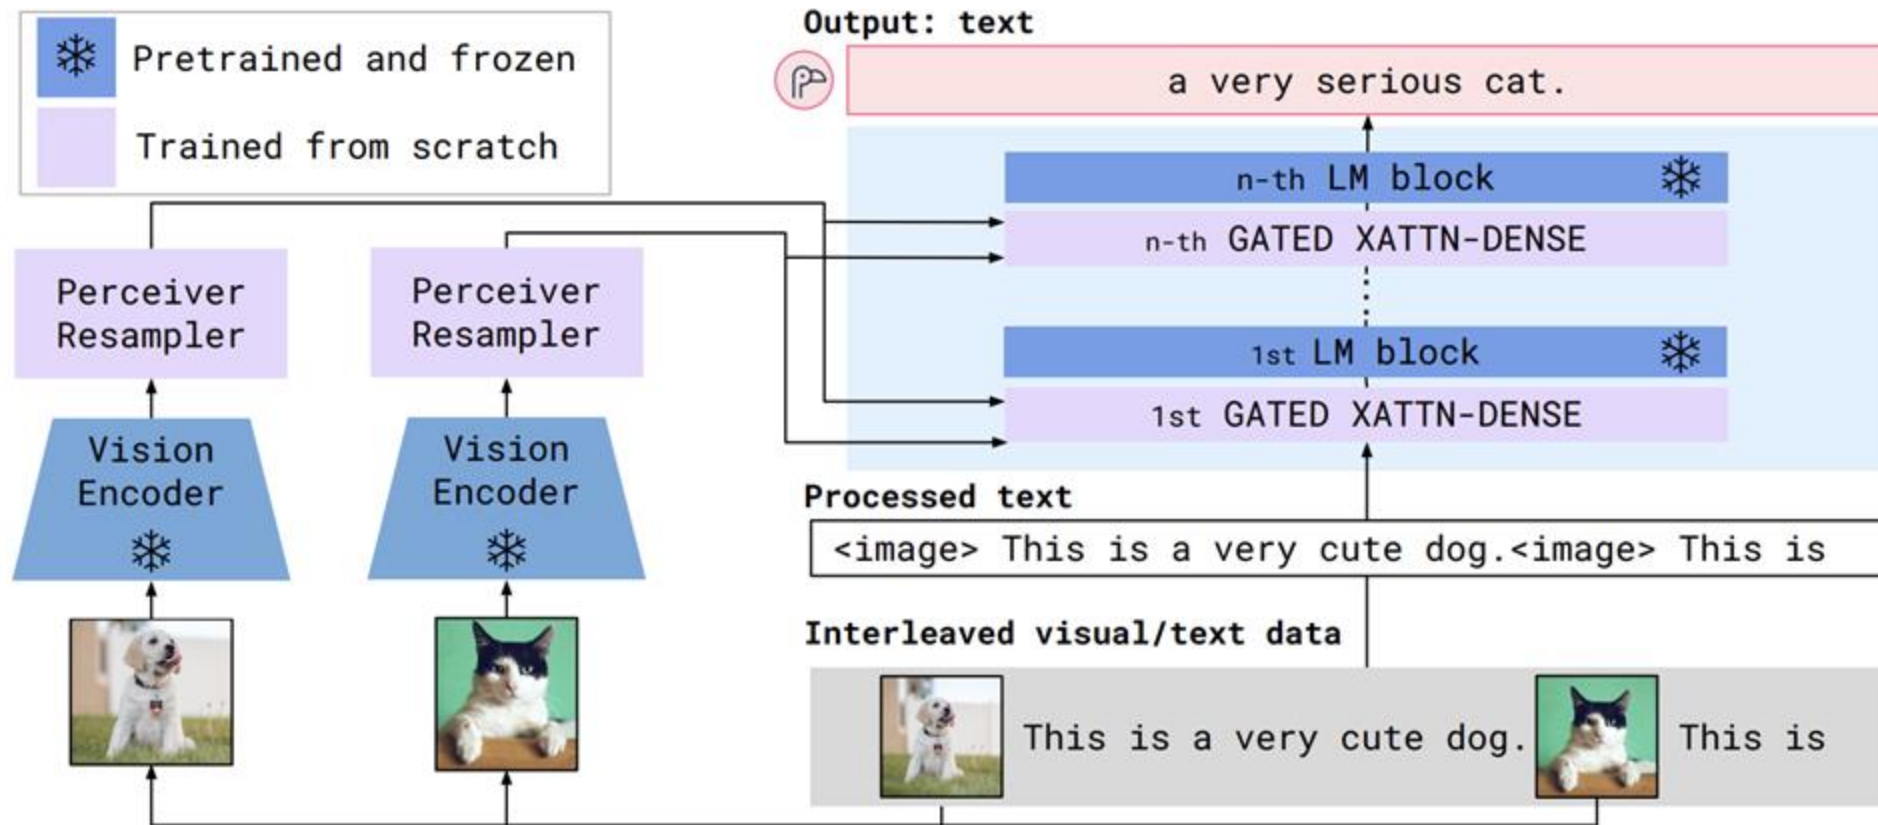 Pretrained and frozen
Trained from scratch
Perceiver
Resampler
Perceiver
Resampler
Vision
Encoder
Vision
Encoder
Output: text
a very serious cat.
n-th LM block
n-th GATED XATTN-DENSE
1st LM block
1st GATED XATTN-DENSE
Processed text
<image> This is a very cute dog.<image> This is
Interleaved visual/text data
This is a very cute dog.
This is